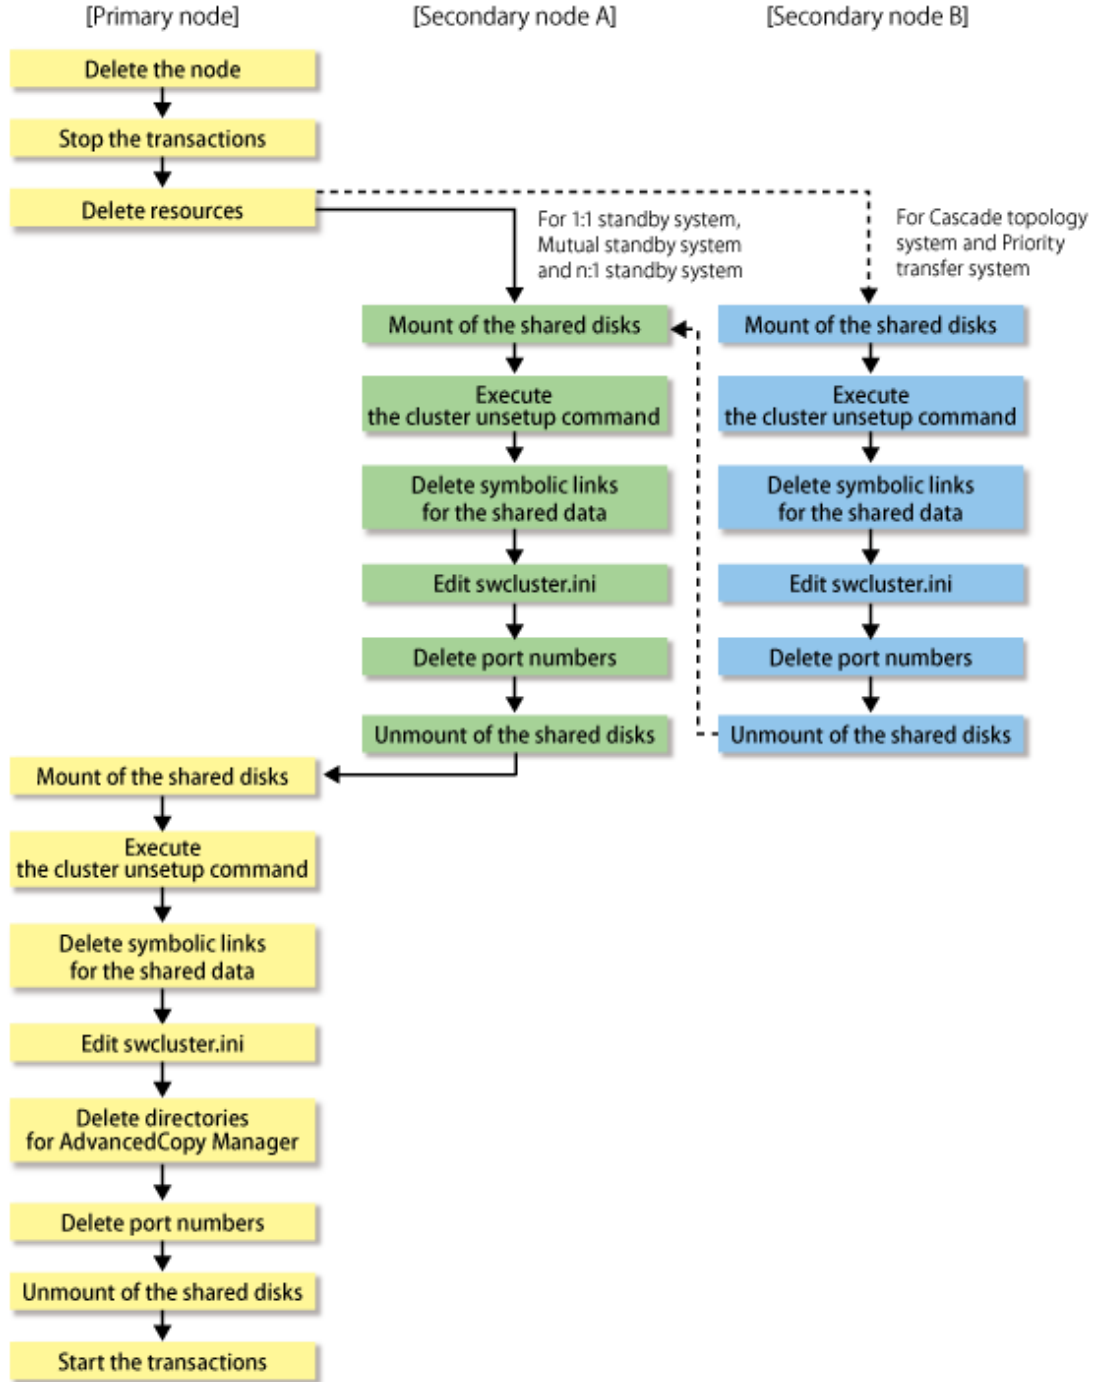 [Primary node]
[Secondary node A]
[Secondary node B]
Delete the node
Stop the transactions
Delete resources
For 1:1 standby system,
Mutual standby system
and n:1 standby system
For Cascade topology
system and Priority
transfer system
Mount of the shared disks
Execute
the cluster unsetup command
Delete symbolic links
for the shared data
Edit swcluster.ini
Delete port numbers
Unmount of the shared disks
Mount of the shared disks
Execute
the cluster unsetup command
Delete symbolic links
for the shared data
Edit swcluster.ini
Delete port numbers
Unmount of the shared disks
Mount of the shared disks
Execute
the cluster unsetup command
Delete symbolic links
for the shared data
Edit swcluster.ini
Delete directories
for AdvancedCopy Manager
Delete port numbers
Unmount of the shared disks
Start the transactions